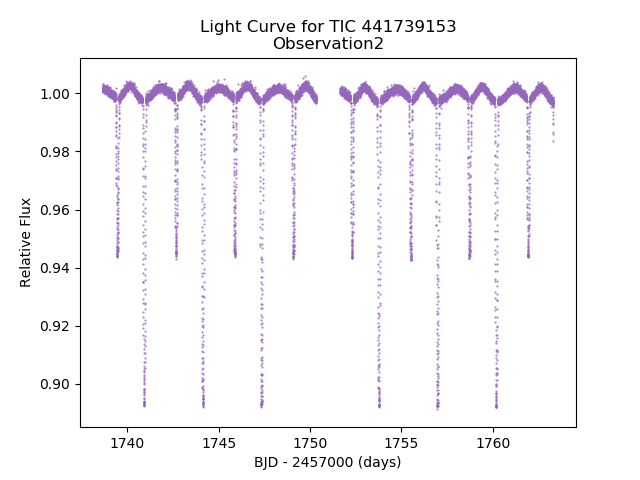 Light Curve for TIC 441739153
Observation2
1.00
0.98
0.96
0.94
0.92
0.90
Relative Flux
1740
1745
1750
1755
1760
BJD - 2457000 (days)